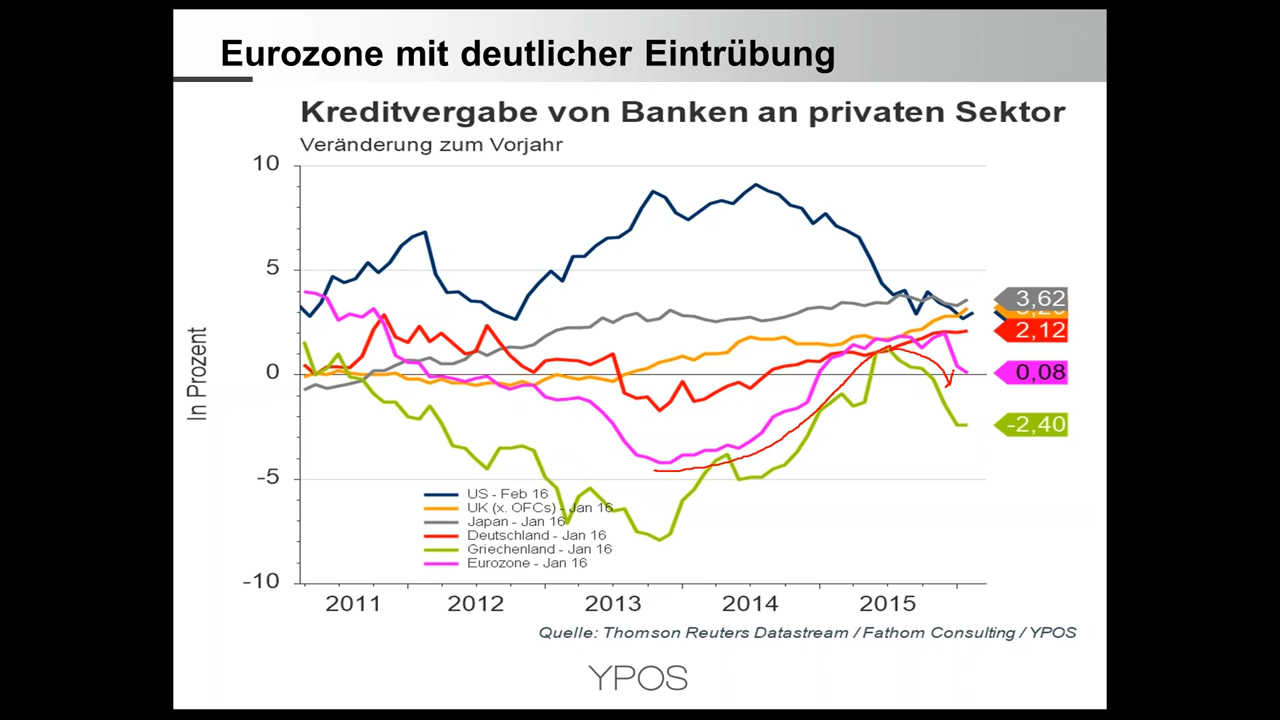 Eurozone mit deutlicher Eintrübung
Kreditvergabe von Banken an privaten Sektor
Veränderung zum Vorjahr
10
5
0
-5
-10
In Prozent
3,62
2,12
0,08
-2,40
US - Feb 16
UK (x. OFCs) - Jan 16
Japan - Jan 16
Deutschland - Jan 16
Griechenland - Jan 16
Eurozone - Jan 16
2011 2012 2013 2014 2015
Quelle: Thomson Reuters Datastream / Fathom Consulting / YPOS
YPOS